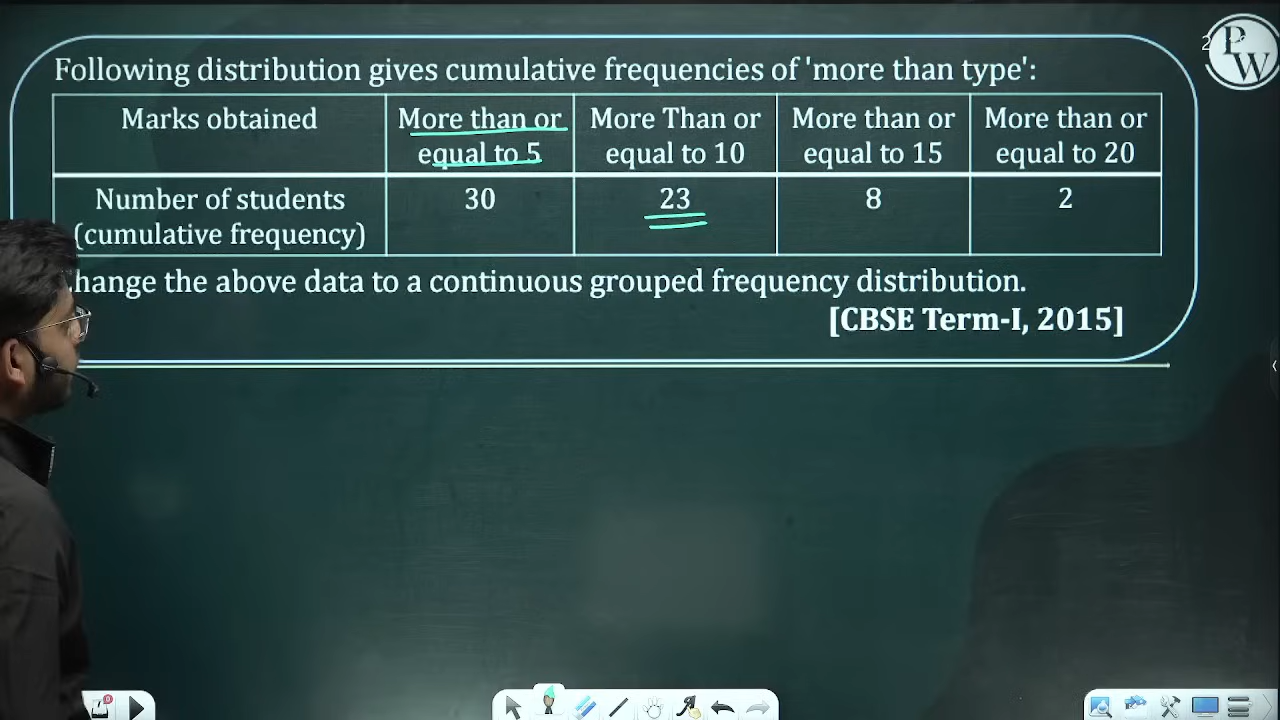 Following distribution gives cumulative frequencies of 'more than type':
Marks obtained
More than or equal to 5
More Than or equal to 10
More than or equal to 15
More than or equal to 20
Number of students (cumulative frequency)
30
23
8
2
hange the above data to a continuous grouped frequency distribution.
[CBSE Term-I, 2015]
PW